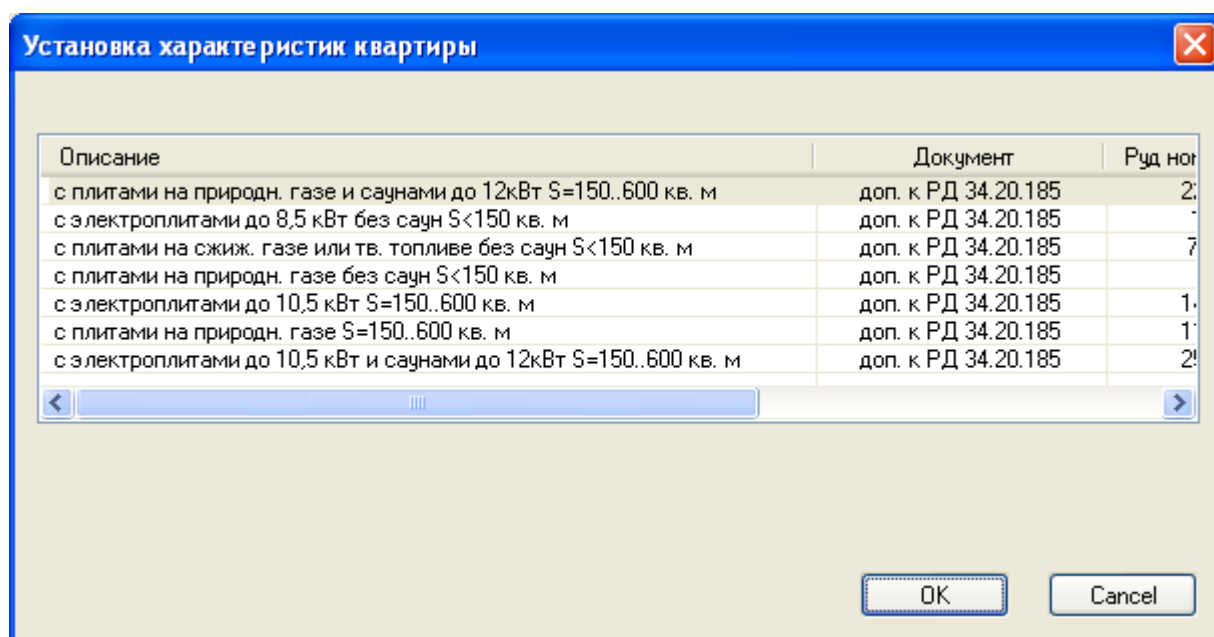 Установка характеристик квартиры
Описание Документ Руд
с плитами на природн. газе и саунами до 12кВт S=150..600 кв. м доп. к РД 34.20.185
с электроплитами до 8,5 кВт без саун S<150 кв. м доп. к РД 34.20.185
с плитами на сжиж. газе или тв. топливе без саун S<150 кв. м доп. к РД 34.20.185
с плитами на природн. газе без саун S<150 кв. м доп. к РД 34.20.185
с электроплитами до 10,5 кВт S=150..600 кв. м доп. к РД 34.20.185
с плитами на природн. газе S=150..600 кв. м доп. к РД 34.20.185
с электроплитами до 10,5 кВт и саунами до 12кВт S=150..600 кв. м доп. к РД 34.20.185
OK Cancel